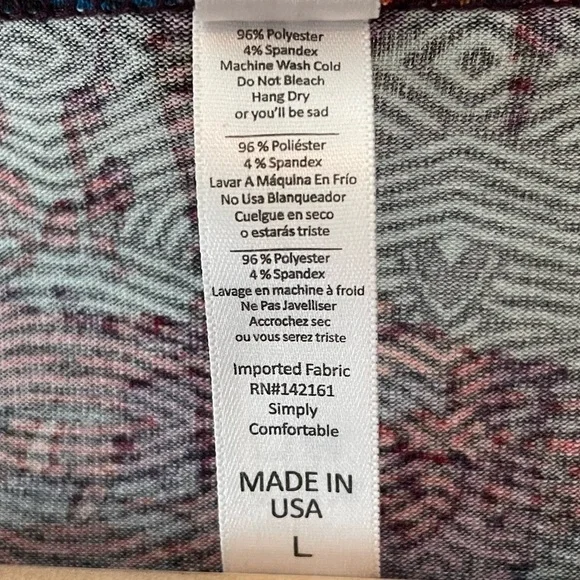 96% Polyester
4% Spandex
Machine Wash Cold
Do Not Bleach
Hang Dry
or you'll be sad
96 % Poliéster
4 % Spandex
Lavar A Máquina En Frío
No Usa Blanqueador
Cuelgue en seco
o estarás triste
96 % Polyester
4 % Spandex
Lavage en machine à froid
Ne Pas Javelliser
Accrochez sec
ou vous serez triste
Imported Fabric
RN#142161
Simply
Comfortable
MADE IN
USA
L